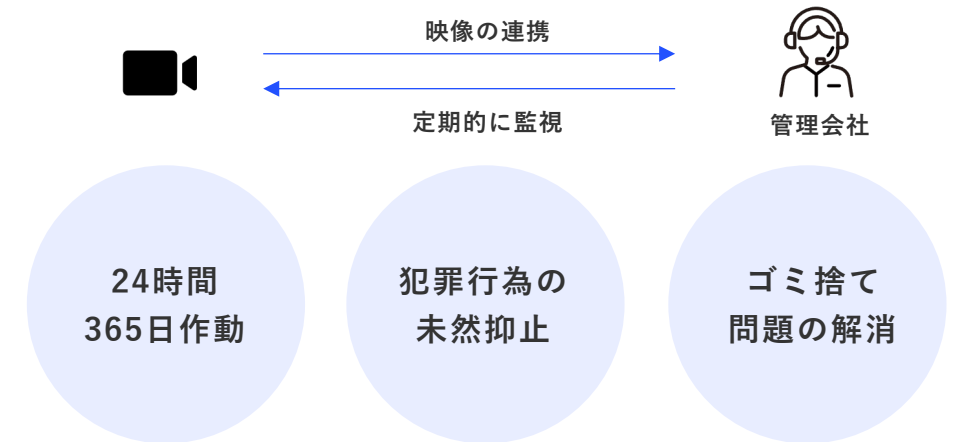 映像の連携
定期的に監視
管理会社
24時間
365日作動
犯罪行為の
未然抑止
ゴミ捨て
問題の解消